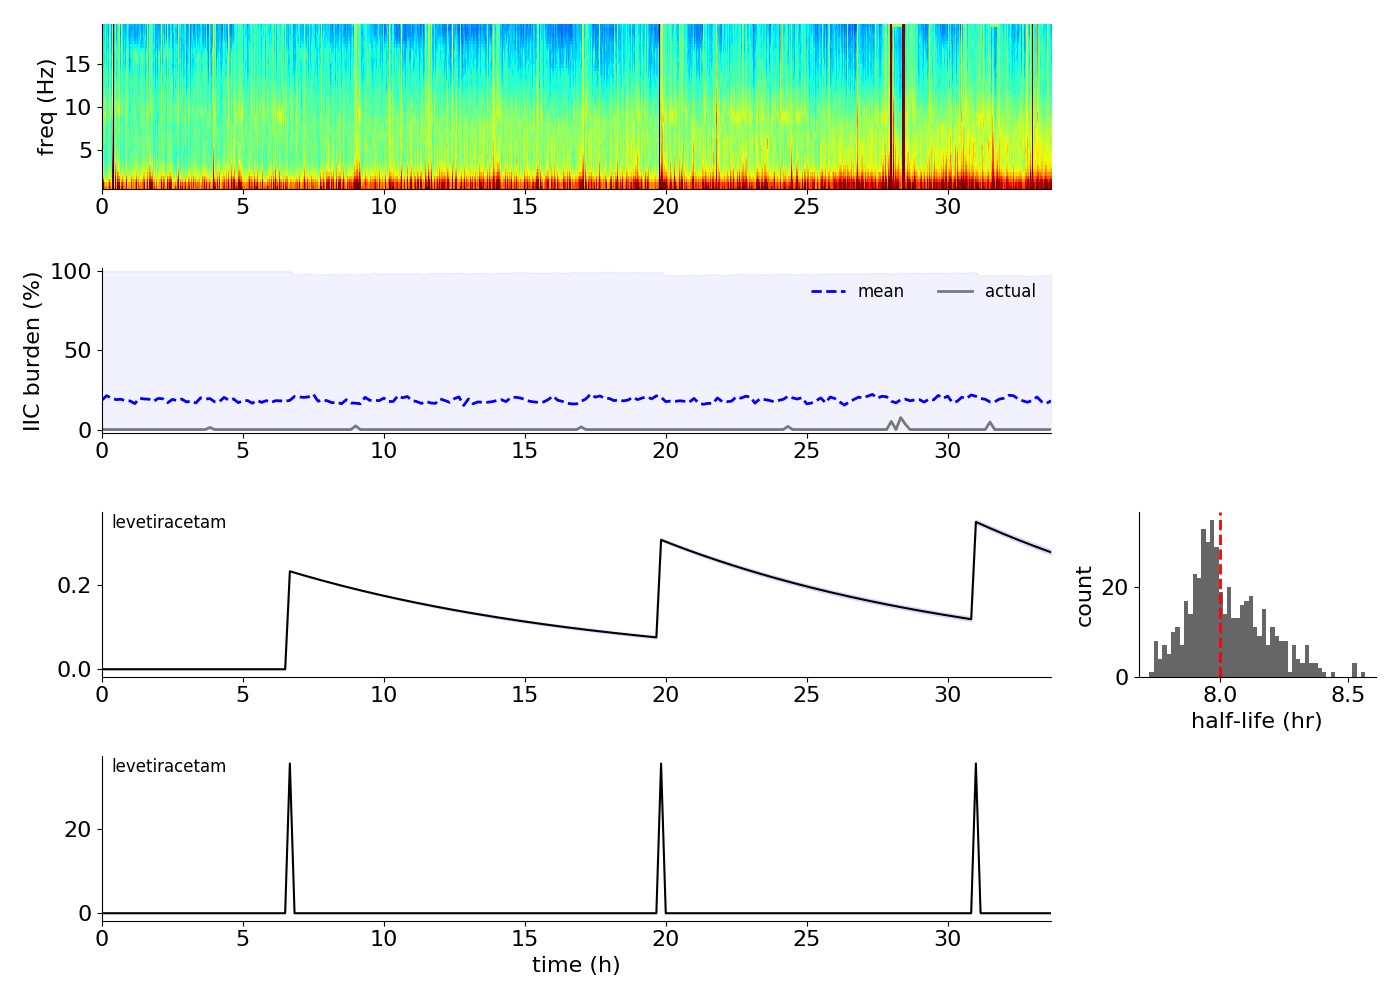 freq (Hz)
15
10
5
0 5 10 15 20 25 30
IIC burden (%)
100
50
0
mean actual
0 5 10 15 20 25 30
levetiracetam
0.2
0.0
0 5 10 15 20 25 30
count
20
0
8.0 8.5
half-life (hr)
levetiracetam
20
0
0 5 10 15 20 25 30
time (h)